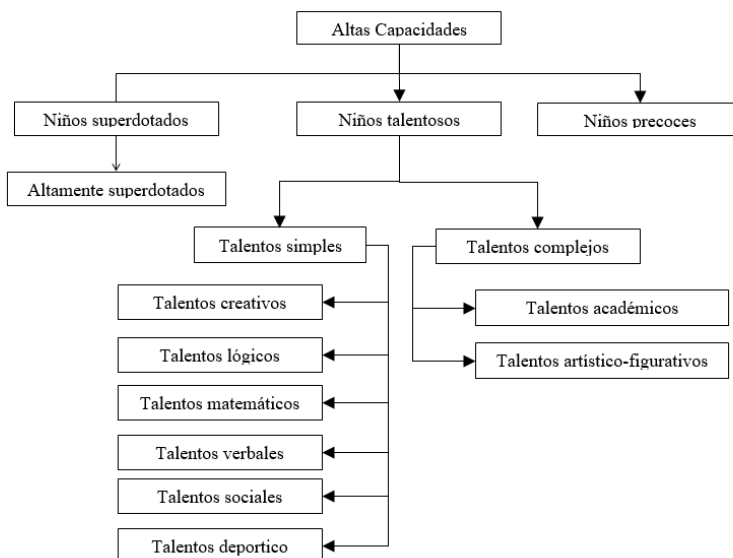 Altas Capacidades
Niños superdotados
Niños talentosos
Niños precoces
Altamente superdotados
Talentos simples
Talentos complejos
Talentos creativos
Talentos académicos
Talentos lógicos
Talentos artístico-figurativos
Talentos matemáticos
Talentos verbales
Talentos sociales
Talentos deportico